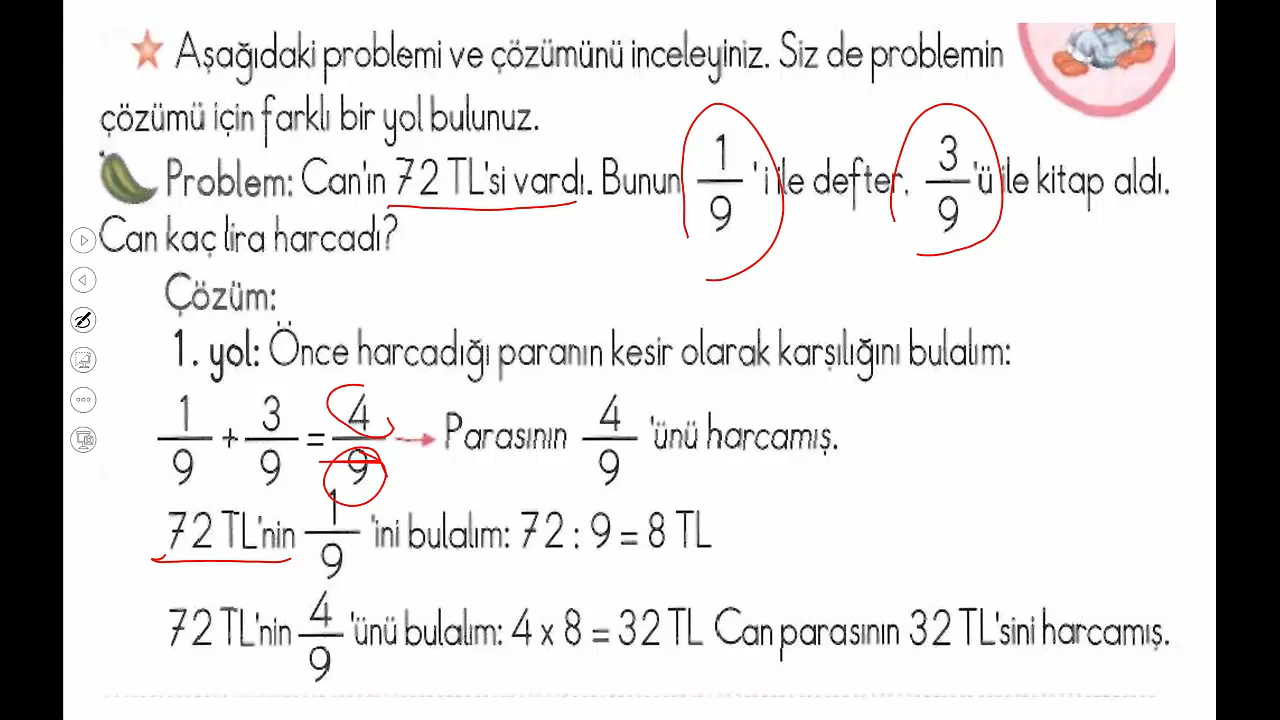 Aşağıdaki problemi ve çözümünü inceleyiniz. Siz de problemin
çözümü için farklı bir yol bulunuz.
Problem: Can'ın 72 TL'si vardı. Bunun 1/9 'i ile defter, 3/9 'ü ile kitap aldı.
Can kaç lira harcadı?
Çözüm:
1. yol: Önce harcadığı paranın kesir olarak karşılığını bulalım:
1/9 + 3/9 = 4/9 → Parasının 4/9 'ünü harcamış.
72 TL'nin 1/9 'ini bulalım: 72 : 9 = 8 TL
72 TL'nin 4/9 'ünü bulalım: 4 x 8 = 32 TL Can parasının 32 TL'sini harcamış.